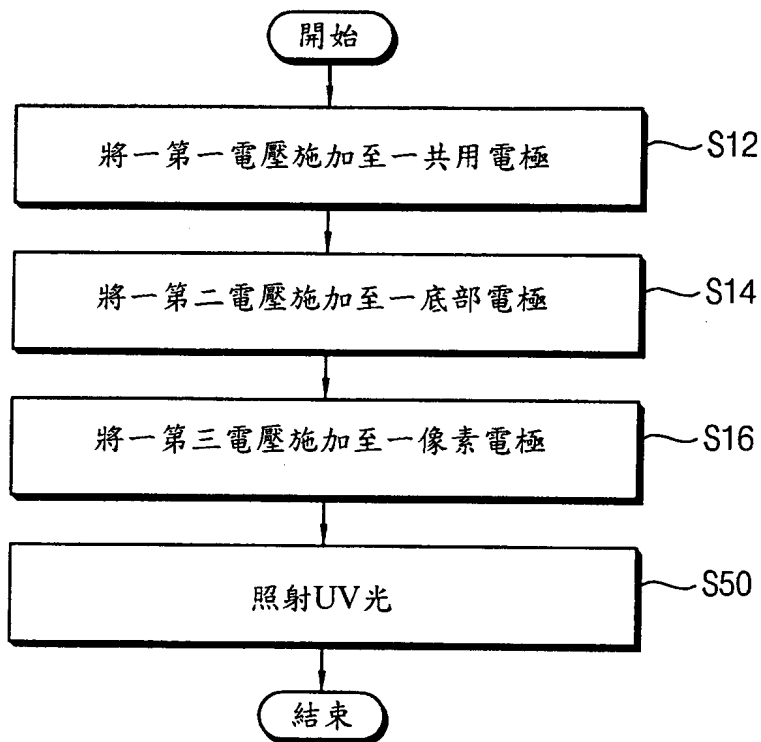 開始
將一第一電壓施加至一共用電極
S12
將一第二電壓施加至一底部電極
S14
將一第三電壓施加至一像素電極
S16
照射UV光
S50
結束